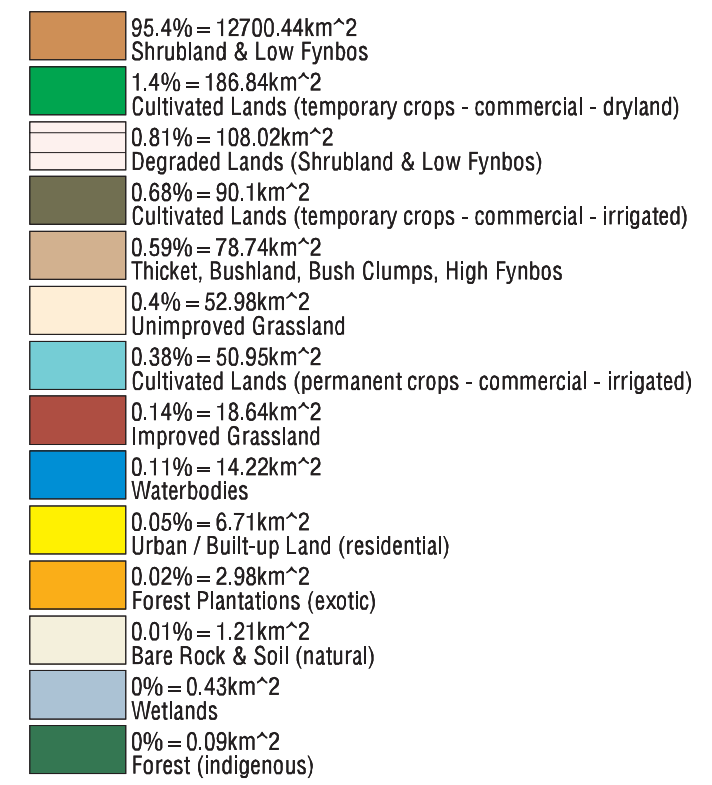 95.4% = 12700.44km^2
Shrubland & Low Fynbos
1.4% = 186.84km^2
Cultivated Lands (temporary crops - commercial - dryland)
0.81% = 108.02km^2
Degraded Lands (Shrubland & Low Fynbos)
0.68% = 90.1km^2
Cultivated Lands (temporary crops - commercial - irrigated)
0.59% = 78.74km^2
Thicket, Bushland, Bush Clumps, High Fynbos
0.4% = 52.98km^2
Unimproved Grassland
0.38% = 50.95km^2
Cultivated Lands (permanent crops - commercial - irrigated)
0.14% = 18.64km^2
Improved Grassland
0.11% = 14.22km^2
Waterbodies
0.05% = 6.71km^2
Urban / Built-up Land (residential)
0.02% = 2.98km^2
Forest Plantations (exotic)
0.01% = 1.21km^2
Bare Rock & Soil (natural)
0% = 0.43km^2
Wetlands
0% = 0.09km^2
Forest (indigenous)